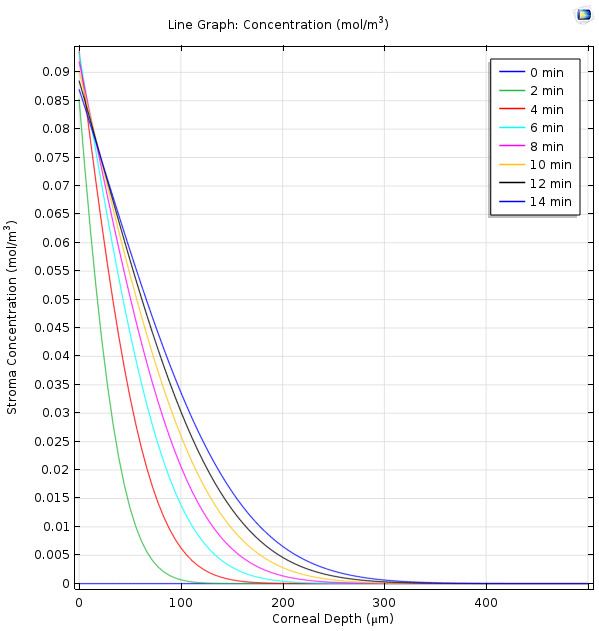 Line Graph: Concentration (mol/m³)
0 min
2 min
4 min
6 min
8 min
10 min
12 min
14 min
Stroma Concentration (mol/m³)
0.09
0.085
0.08
0.075
0.07
0.065
0.06
0.055
0.05
0.045
0.04
0.035
0.03
0.025
0.02
0.015
0.01
0.005
0
0 100 200 300 400
Corneal Depth (μm)